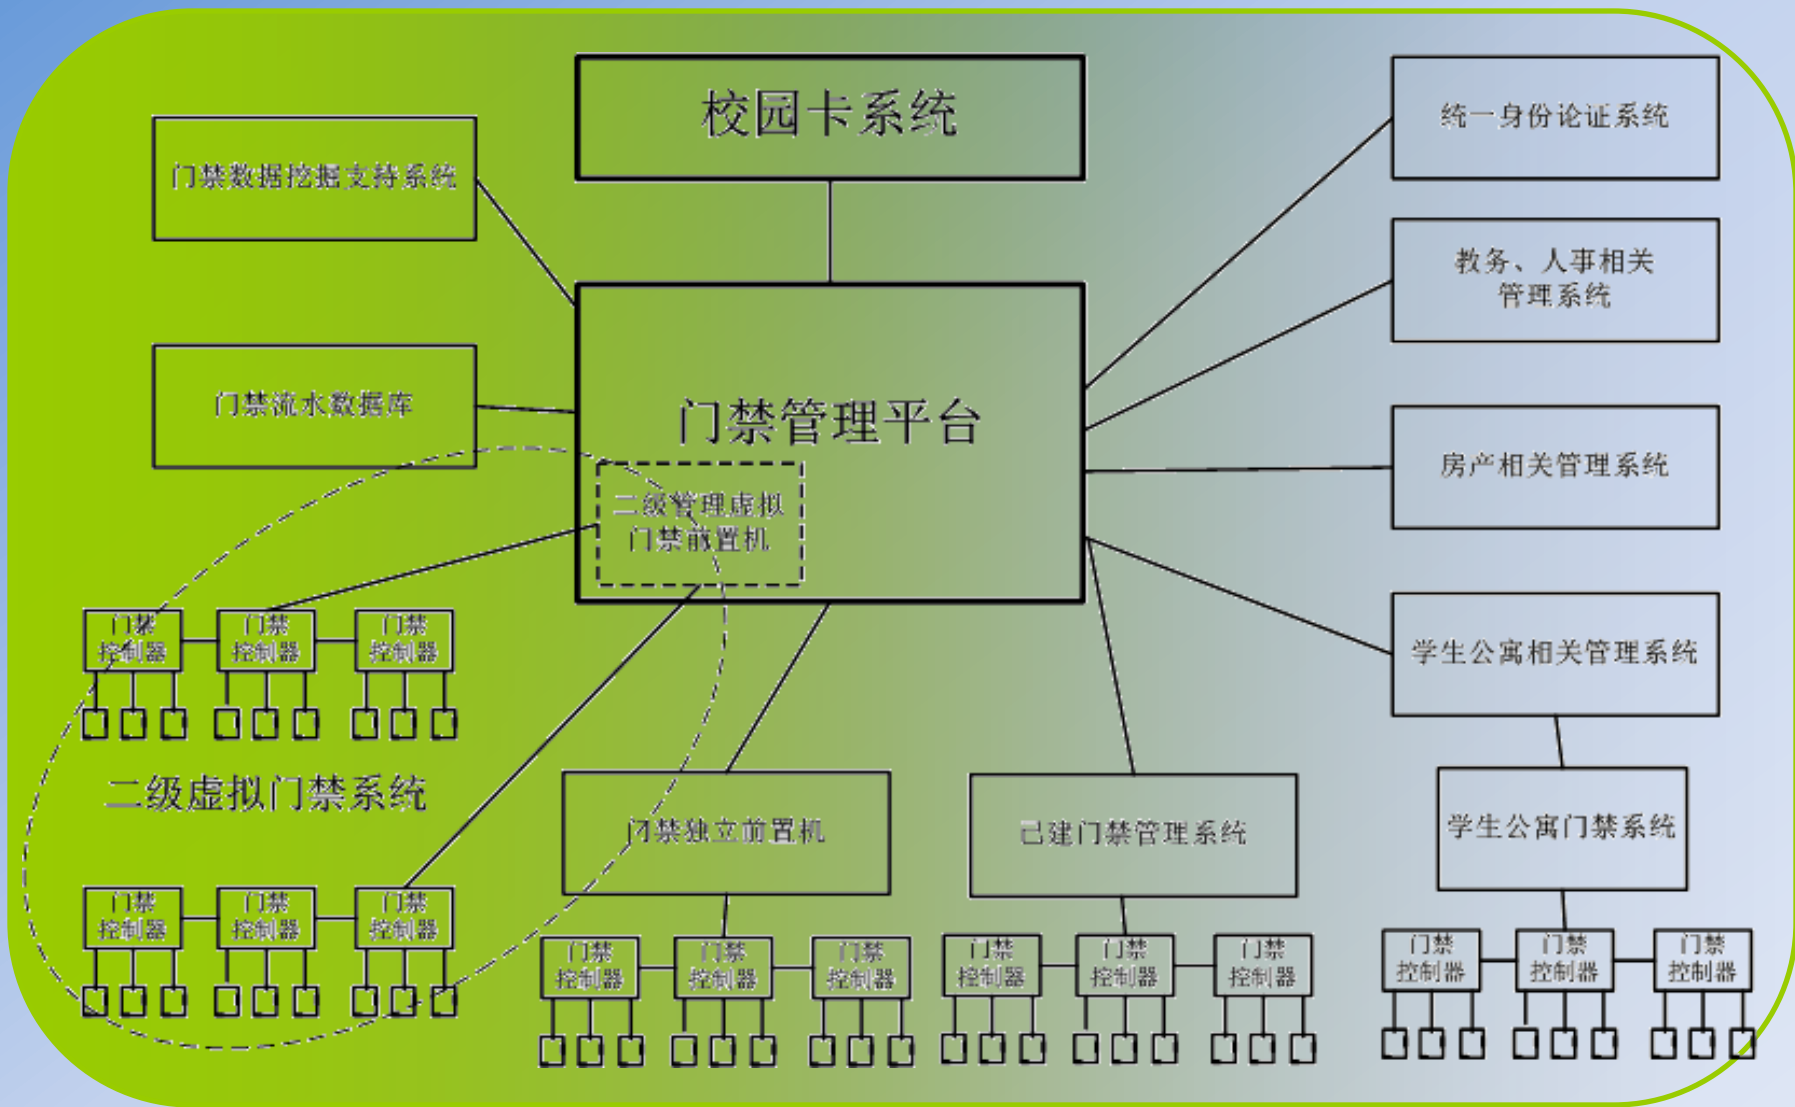 校园卡系统
统一身份论证系统
门禁数据挖掘支持系统
教务、人事相关
管理系统
门禁流水数据库
门禁管理平台
房产相关管理系统
二级管理虚拟
门禁前置机
门禁
控制器
门禁
控制器
门禁
控制器
学生公寓相关管理系统
二级虚拟门禁系统
门禁独立前置机
已建门禁管理系统
学生公寓门禁系统
门禁
控制器
门禁
控制器
门禁
控制器
门禁
控制器
门禁
控制器
门禁
控制器
门禁
控制器
门禁
控制器
门禁
控制器
门禁
控制器
门禁
控制器
门禁
控制器